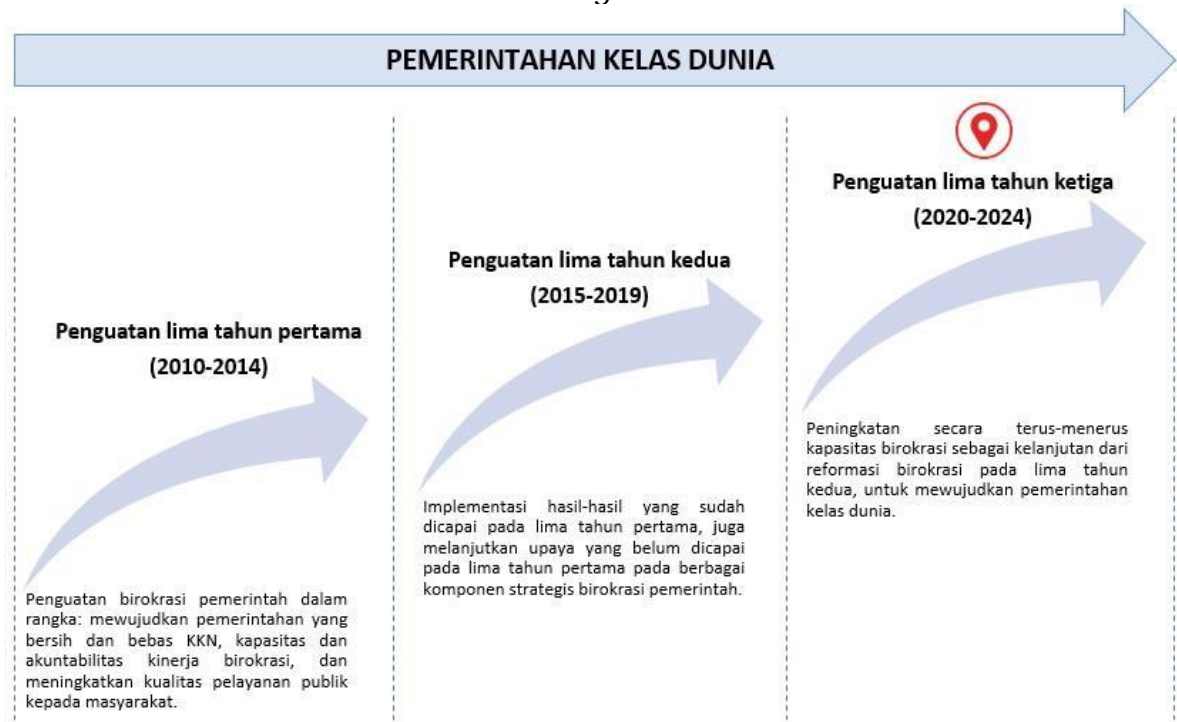 PEMERINTAHAN KELAS DUNIA
Penguatan lima tahun pertama
(2010-2014)
Penguatan birokrasi pemerintah dalam
rangka: mewujudkan pemerintahan yang
bersih dan bebas KKN, kapasitas dan
akuntabilitas kinerja birokrasi, dan
meningkatkan kualitas pelayanan publik
kepada masyarakat.
Penguatan lima tahun kedua
(2015-2019)
Implementasi hasil-hasil yang sudah
dicapai pada lima tahun pertama, juga
melanjutkan upaya yang belum dicapai
pada lima tahun pertama pada berbagai
komponen strategis birokrasi pemerintah.
Penguatan lima tahun ketiga
(2020-2024)
Peningkatan secara terus-menerus
kapasitas birokrasi sebagai kelanjutan dari
reformasi birokrasi pada lima tahun
kedua, untuk mewujudkan pemerintahan
kelas dunia.